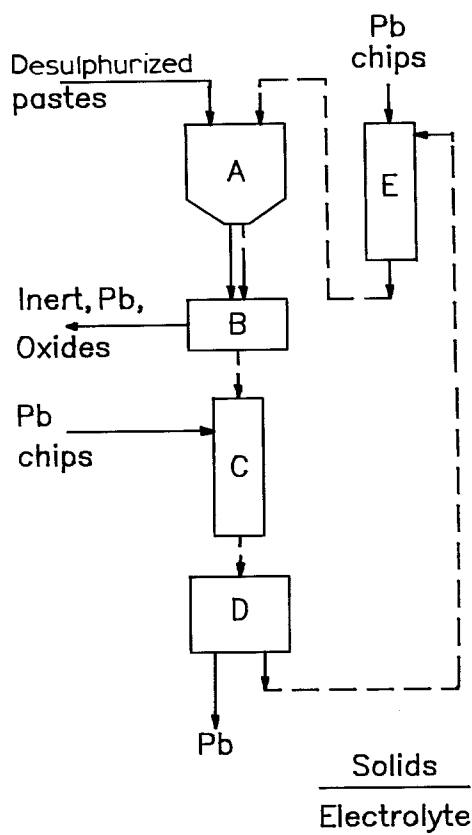 Desulphurized
pastes
Pb
chips
A
E
Inert, Pb,
Oxides
B
Pb
chips
C
D
Pb
Solids
Electrolyte